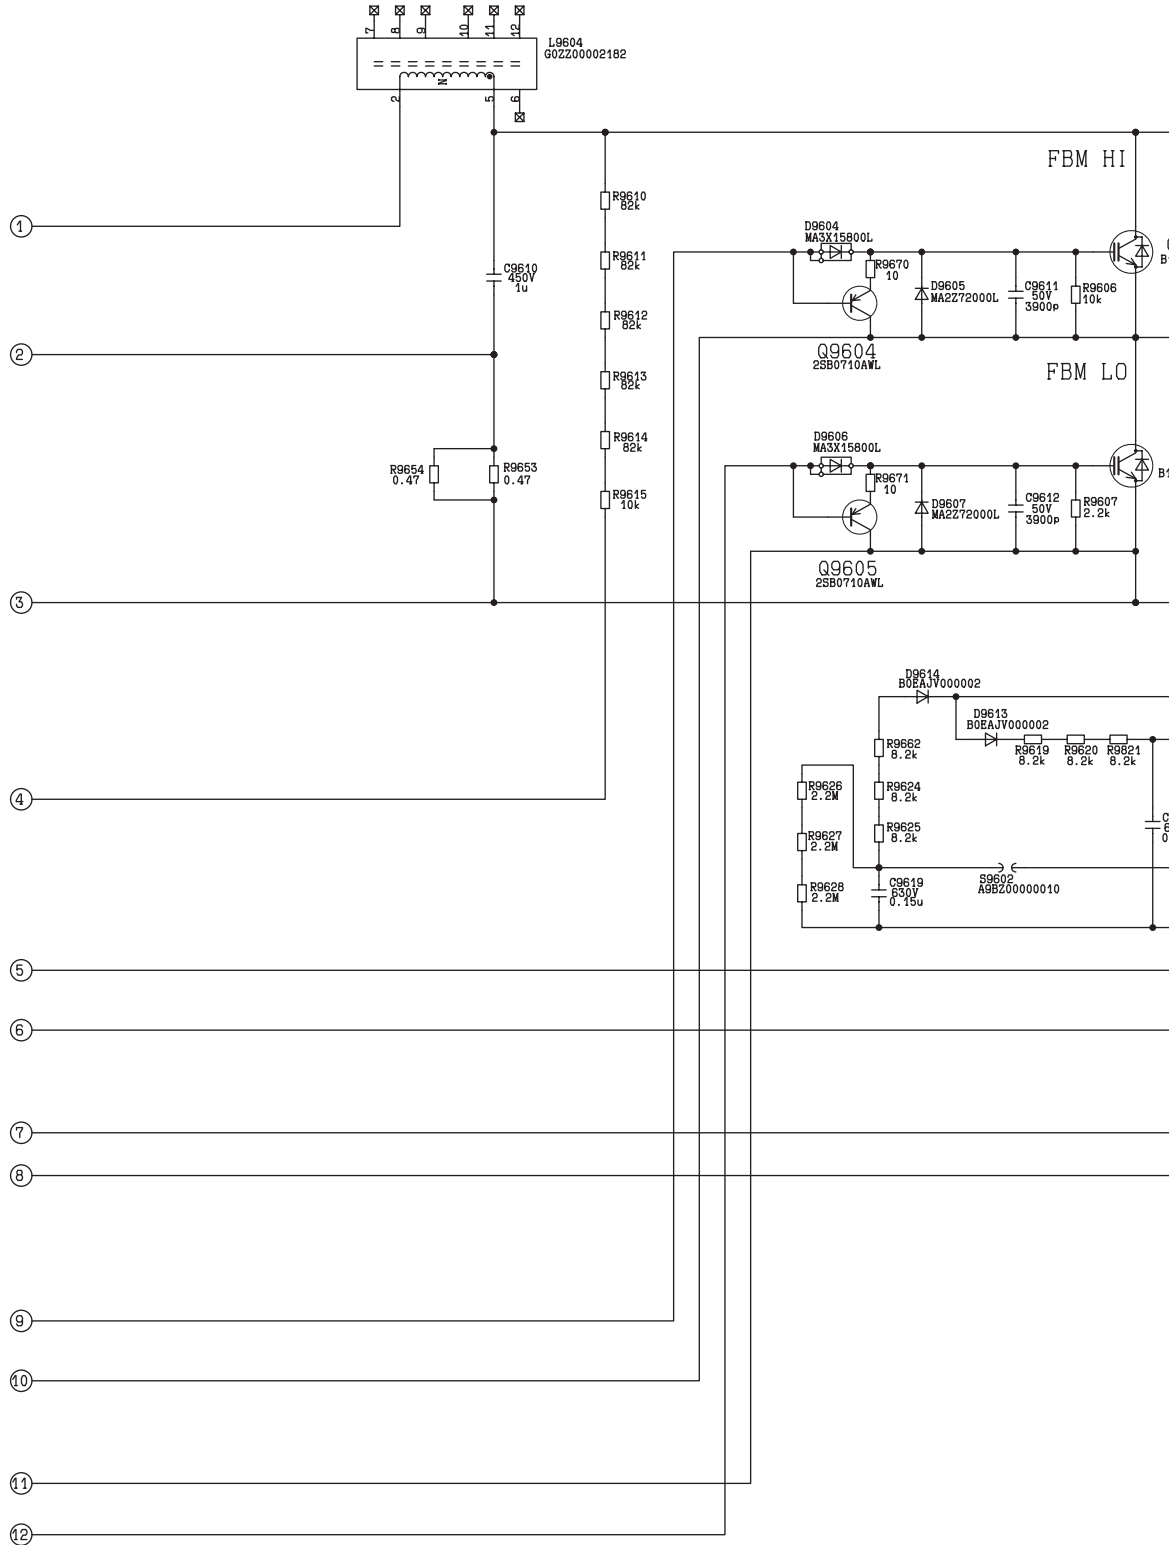 7
8
9
10
11
12
L9604
G0ZZ00002182
N
2
5
6
FBM HI
R9610
82k
1
D9604
MA3X15800L
R9611
82k
R9670
10
C9610
450V
1u
D9605
MA2Z72000L
C9611
50V
3900p
R9606
10k
R9612
82k
2
Q9604
2SB0710AWL
FBM LO
R9613
82k
R9614
82k
D9606
MA3X15800L
R9654
0.47
R9653
0.47
R9671
10
B1
R9615
10k
D9607
MA2Z72000L
C9612
50V
3900p
R9607
2.2k
Q9605
2SB0710AWL
3
D9614
B0EAJV000002
D9613
B0EAJV000002
R9662
8.2k
R9619
8.2k
R9620
8.2k
R9821
8.2k
4
R9626
2.2M
R9624
8.2k
R9627
2.2M
R9625
8.2k
R9628
2.2M
C9619
630V
0.15u
S9602
A9BZ00000010
5
6
7
8
9
10
11
12